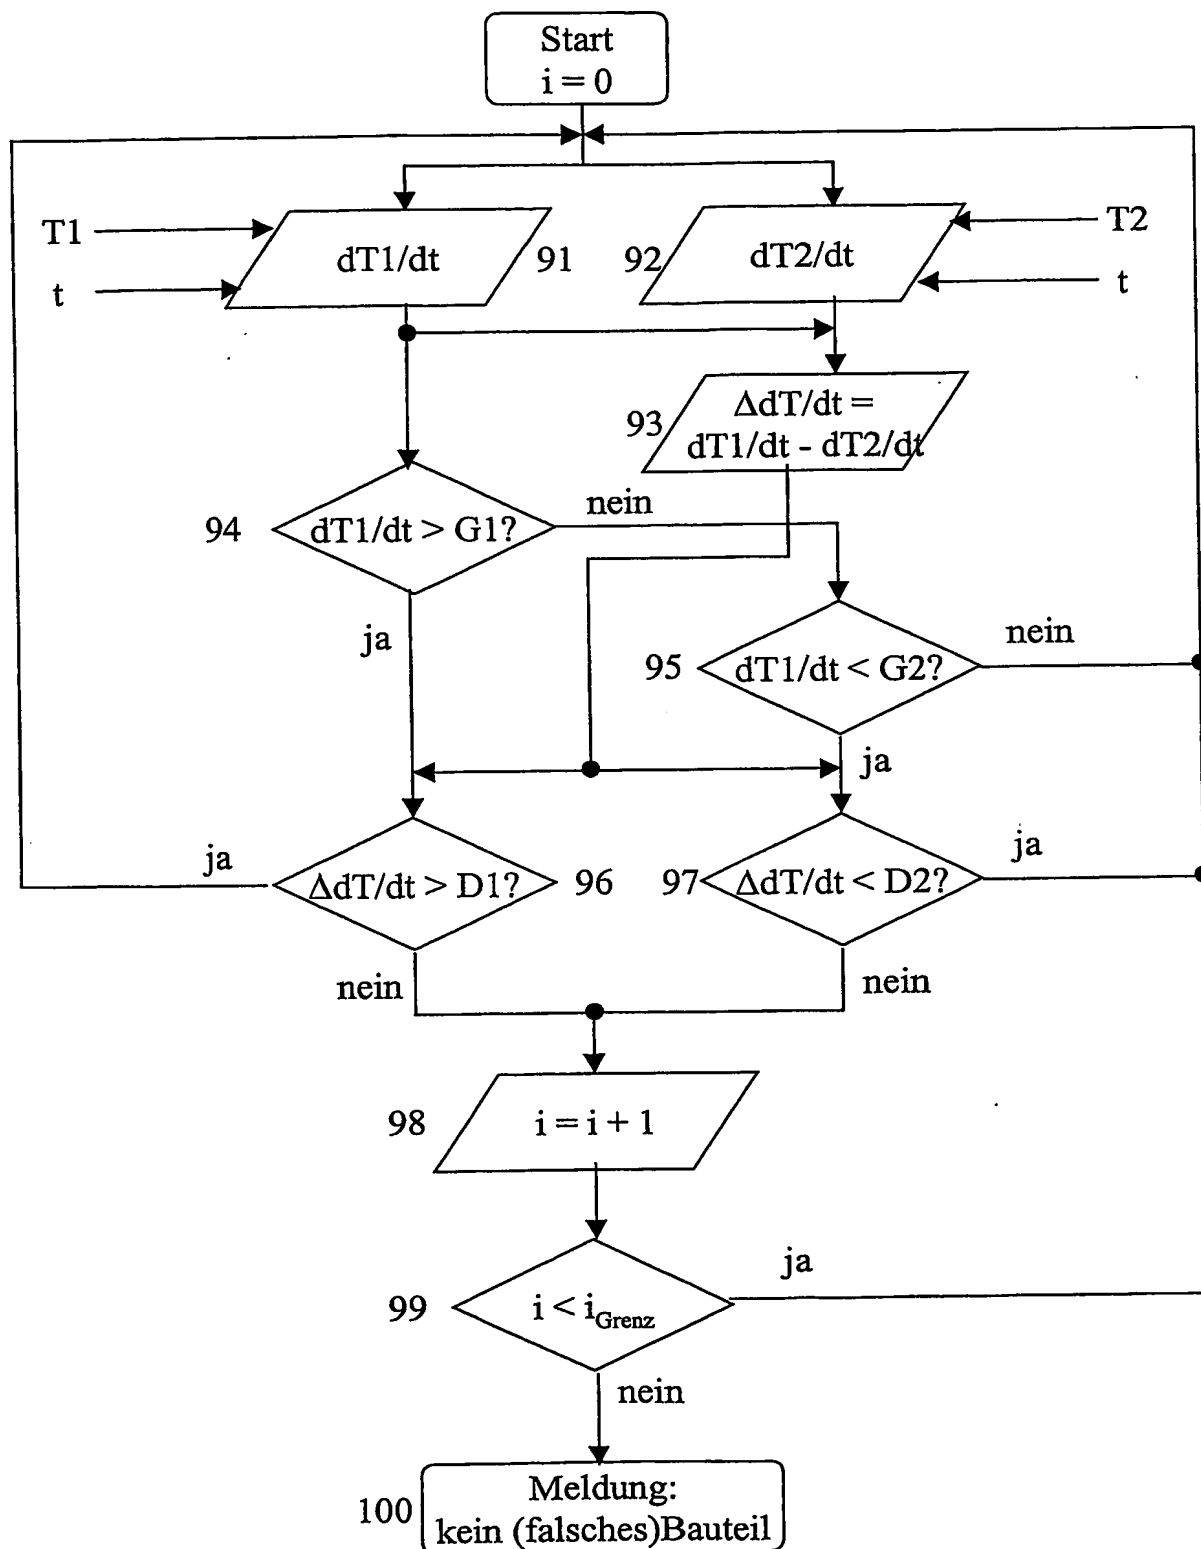 Start
i = 0
T1
dT1/dt
91
92
dT2/dt
T2
t
t
93
ΔdT/dt =
dT1/dt - dT2/dt
94
dT1/dt > G1?
nein
ja
95
dT1/dt < G2?
nein
ja
ja
ΔdT/dt > D1?
96
97
ΔdT/dt < D2?
ja
nein
nein
98
i = i + 1
99
i < iGrenz
ja
nein
100
Meldung:
kein (falsches)Bauteil